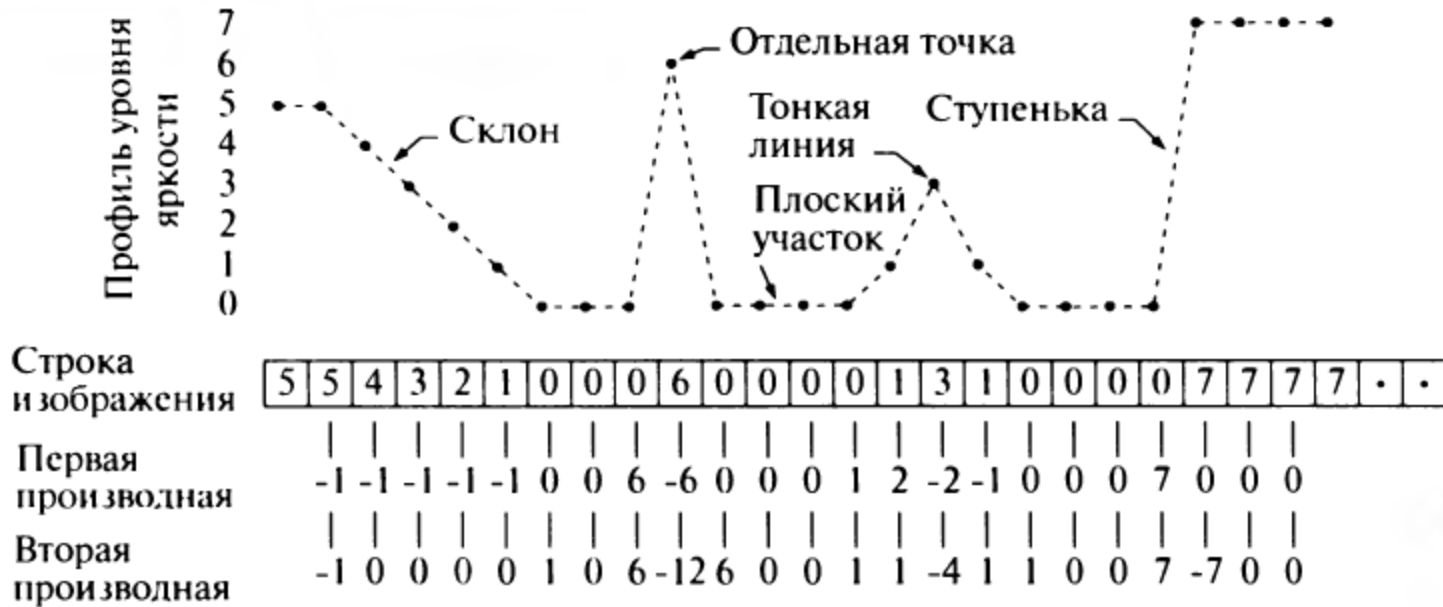 Профиль уровня
яркости
7
6
5
4
3
2
1
0
Склон
Отдельная точка
Тонкая
линия
Плоский
участок
Ступенька
Строка
изображения
5 5 4 3 2 1 0 0 0 6 0 0 0 0 1 3 1 0 0 0 0 7 7 7 7 · ·
Первая
производная
-1 -1 -1 -1 -1 0 0 6 -6 0 0 0 1 2 -2 -1 0 0 0 7 0 0 0
Вторая
производная
-1 0 0 0 0 1 0 6 -12 6 0 0 1 1 -4 1 1 0 0 7 -7 0 0